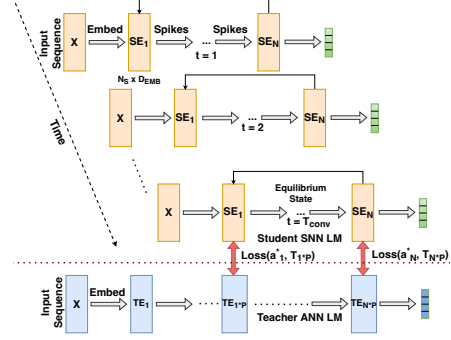 Input
Sequence
X
Embed
SE1
Spikes
...
Spikes
SEN
t = 1
NS x DEMB
X
SE1
...
SEN
t = 2
Time
X
SE1
Equilibrium
State
...
t = Tconv
SEN
Student SNN LM
Loss(a*1, T1*P)
Loss(a*N, TN*P)
Input
Sequence
X
Embed
TE1
TE1*P
TEN*P
Teacher ANN LM